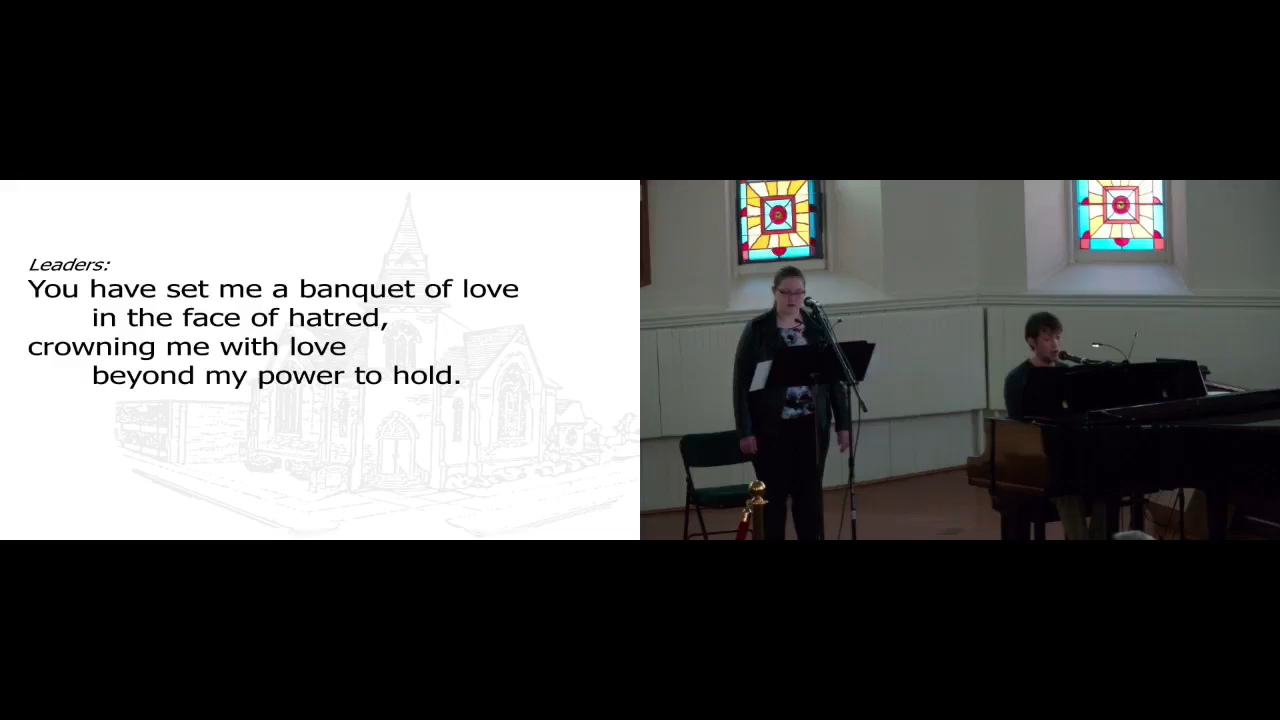 Leaders:
You have set me a banquet of love
in the face of hatred,
crowning me with love
beyond my power to hold.